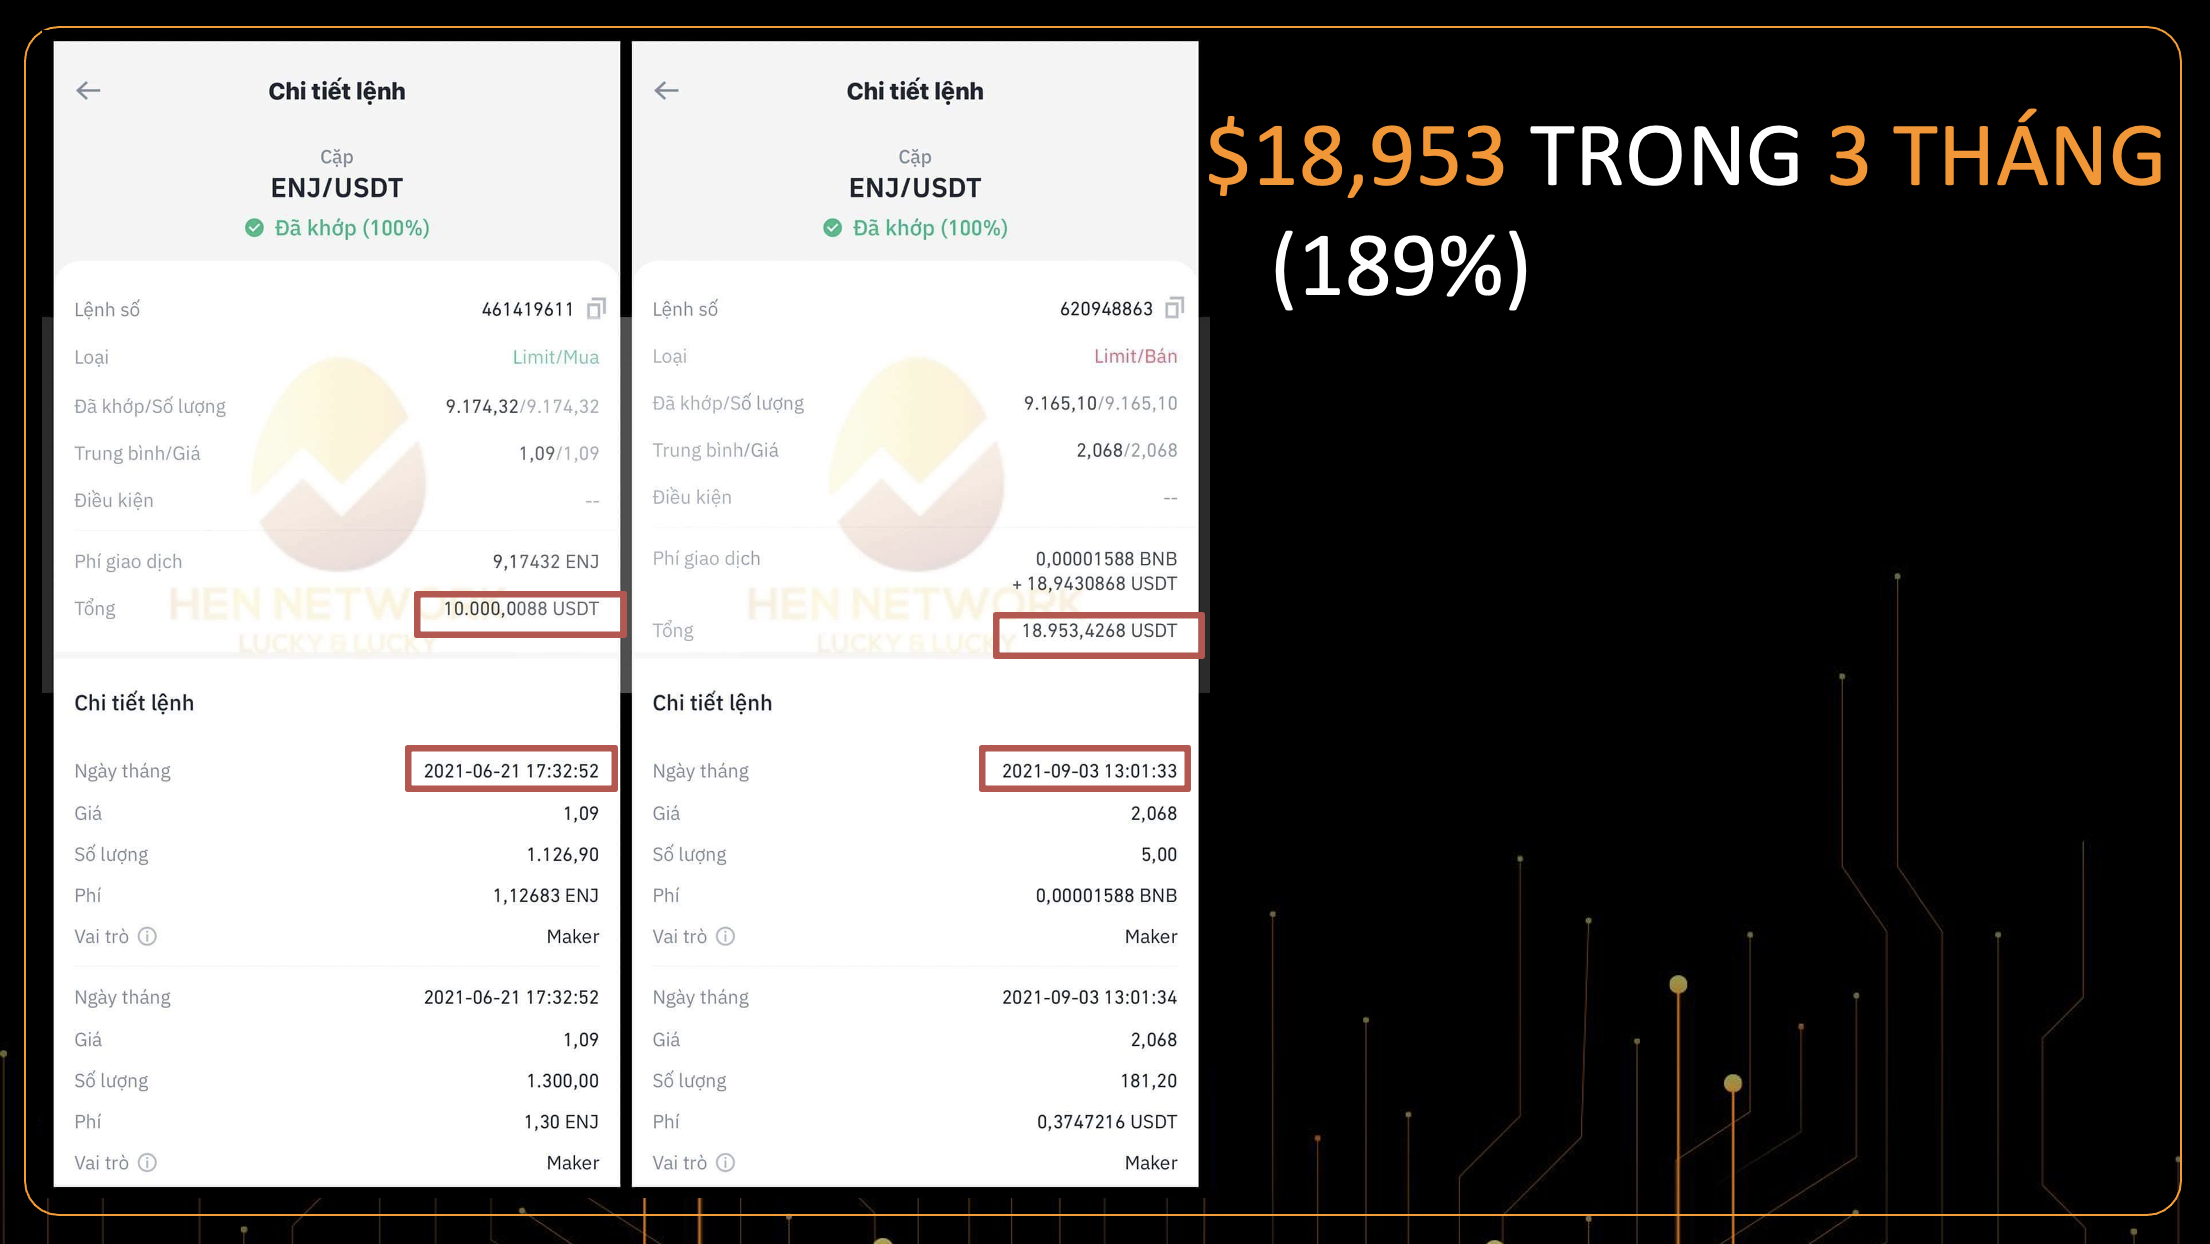 Chi tiết lệnh
Cặp
ENJ/USDT
Đã khớp (100%)
Lệnh số 461419611
Loại Limit/Mua
Đã khớp/Số lượng 9.174,32/9.174,32
Trung bình/Giá 1,09/1,09
Điều kiện --
Phí giao dịch 9,17432 ENJ
Tổng 10.000,0088 USDT
HEN NETWORK
LUCKY & LUCKY
Chi tiết lệnh
Ngày tháng 2021-06-21 17:32:52
Giá 1,09
Số lượng 1.126,90
Phí 1,12683 ENJ
Vai trò Maker
Ngày tháng 2021-06-21 17:32:52
Giá 1,09
Số lượng 1.300,00
Phí 1,30 ENJ
Vai trò Maker
Chi tiết lệnh
Cặp
ENJ/USDT
Đã khớp (100%)
Lệnh số 620948863
Loại Limit/Bán
Đã khớp/Số lượng 9.165,10/9.165,10
Trung bình/Giá 2,068/2,068
Điều kiện --
Phí giao dịch 0,00001588 BNB
+ 18,9430868 USDT
Tổng 18.953,4268 USDT
HEN NETWORK
LUCKY & LUCKY
Chi tiết lệnh
Ngày tháng 2021-09-03 13:01:33
Giá 2,068
Số lượng 5,00
Phí 0,00001588 BNB
Vai trò Maker
Ngày tháng 2021-09-03 13:01:34
Giá 2,068
Số lượng 181,20
Phí 0,3747216 USDT
Vai trò Maker
$18,953 TRONG 3 THÁNG
(189%)